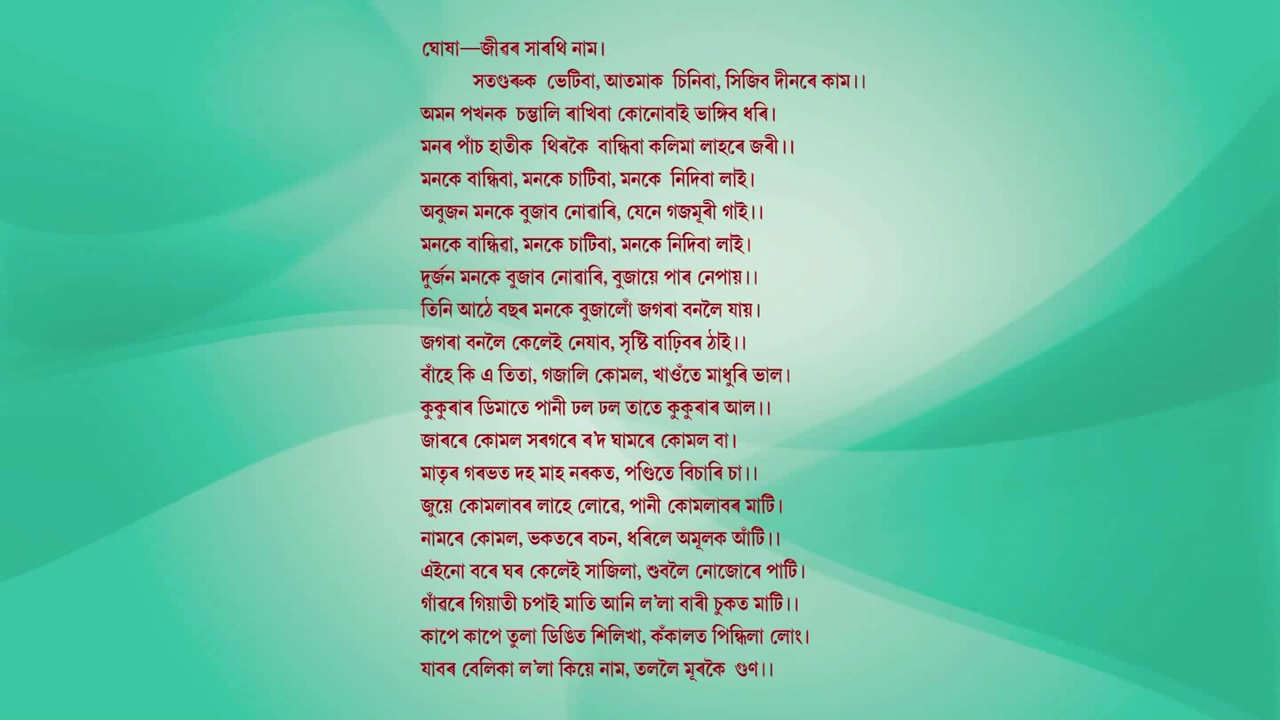 ঘোষা—জীৱৰ সাৰথি নাম।
সতগুৰুক ভেটিবা, আতমাক চিনিবা, সিজিব দীনৰে কাম।।
অমন পখনক চম্ভালি ৰাখিবা কোনোবাই ভাঙ্গিব ধৰি।
মনৰ পাঁচ হাতীক থিৰকৈ বান্ধিবা কলিমা লাহৰে জৰী।।
মনকে বান্ধিবা, মনকে চাটিবা, মনকে নিদিবা লাই।
অবুজন মনকে বুজাব নোৱাৰি, যেনে গজমূৰী গাই।।
মনকে বান্ধিৱা, মনকে চাটিবা, মনকে নিদিবা লাই।
দুৰ্জন মনকে বুজাব নোৱাৰি, বুজায়ে পাৰ নেপায়।।
তিনি আঠে বছৰ মনকে বুজালোঁ জগৰা বনলৈ যায়।
জগৰা বনলৈ কেলেই নেযাব, সৃষ্টি বাঢ়িবৰ ঠাই।।
বাঁহে কি এ তিতা, গজালি কোমল, খাওঁতে মাধুৰি ভাল।
কুকুৰাৰ ডিমাতে পানী ঢল ঢল তাতে কুকুৰাৰ আল।।
জাৰৰে কোমল সৰগৰে ৰ'দ ঘামৰে কোমল বা।
মাতৃৰ গৰভত দহ মাহ নৰকত, পণ্ডিতে বিচাৰি চা।।
জুয়ে কোমলাবৰ লাহে লোৱে, পানী কোমলাবৰ মাটি।
নামৰে কোমল, ভকতৰে বচন, ধৰিলে অমূলক আঁটি।।
এইনো বৰে ঘৰ কেলেই সাজিলা, শুবলৈ নোজোৰে পাটি।
গাঁৱৰে গিয়াতী চপাই মাতি আনি ল'লা বাৰী চুকত মাটি।।
কাপে কাপে তুলা ডিঙিত শিলিখা, কঁকালত পিন্ধিলা লোং।
যাবৰ বেলিকা ল'লা কিয়ে নাম, তললৈ মূৰকৈ গুণ।।